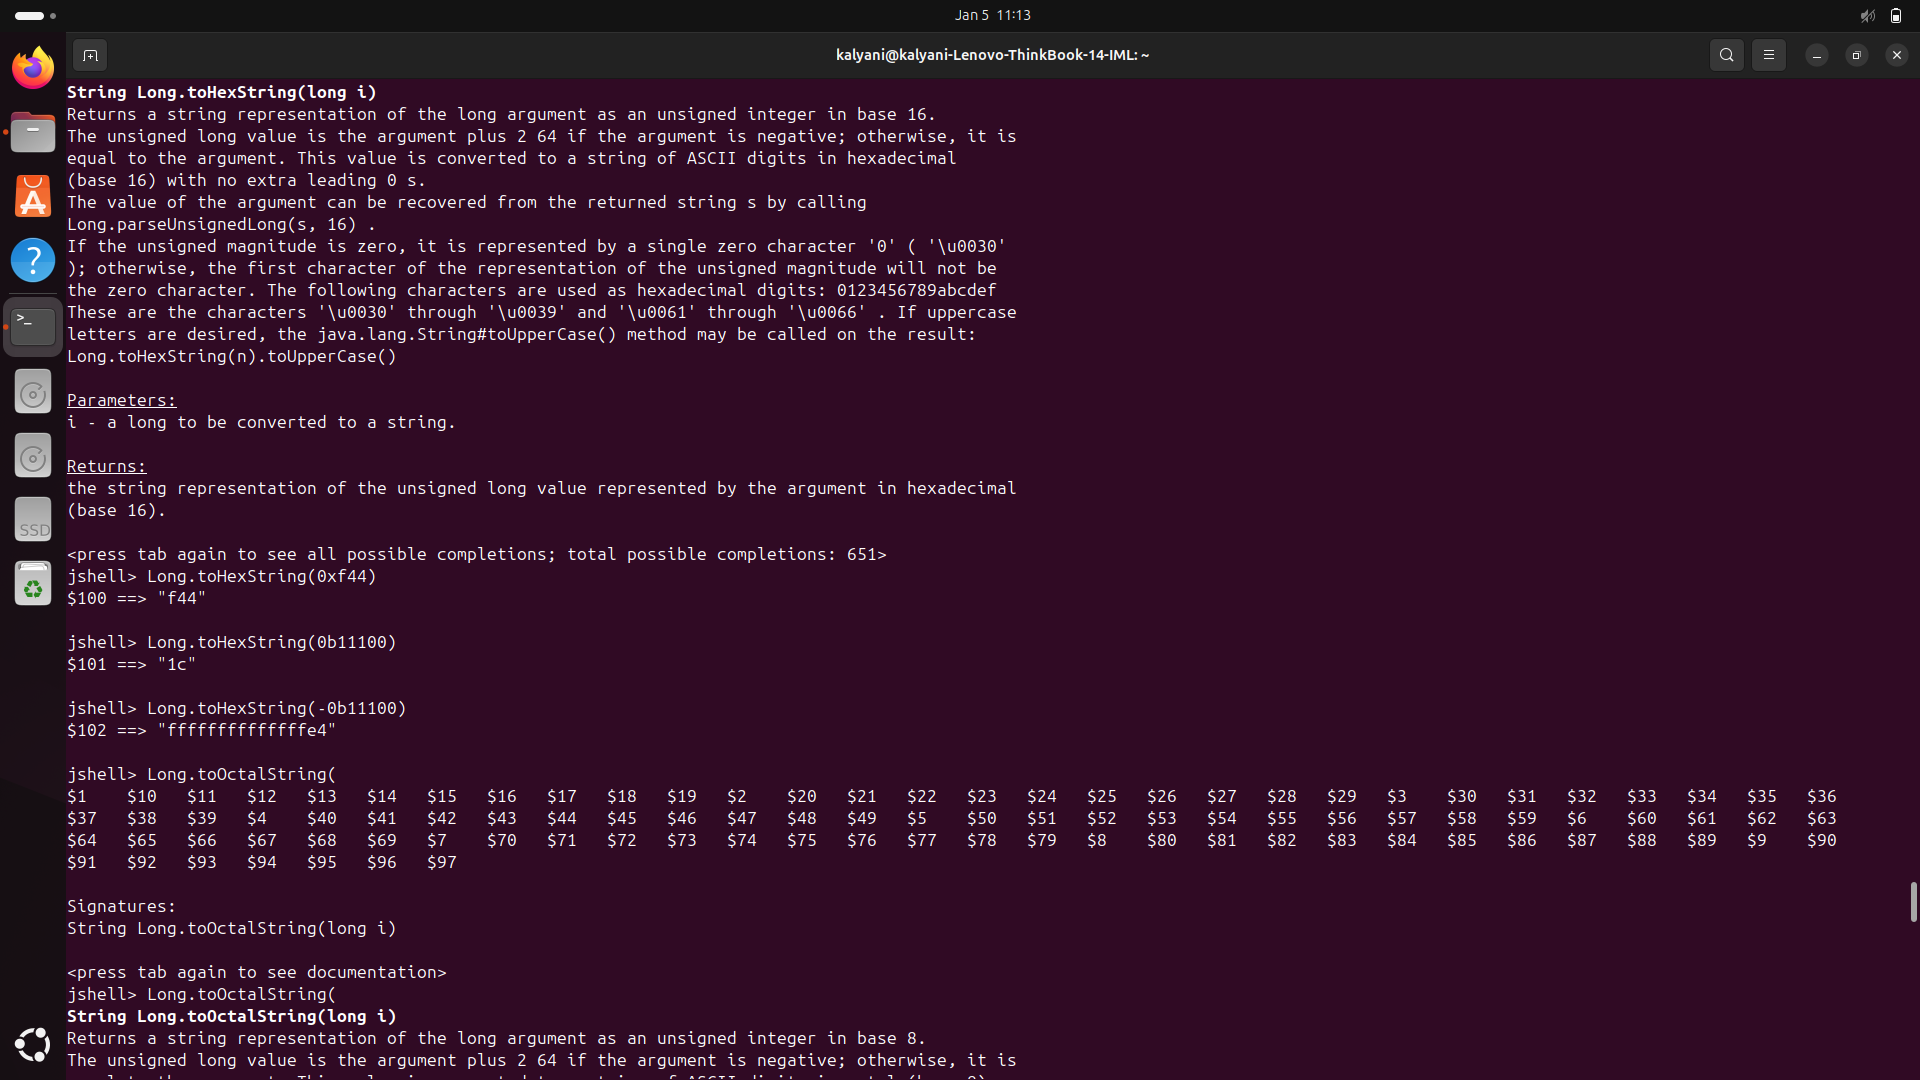 Jan 5 11:13
kalyani@kalyani-Lenovo-ThinkBook-14-IML: ~
String Long.toHexString(long i)
Returns a string representation of the long argument as an unsigned integer in base 16.
The unsigned long value is the argument plus 2 64 if the argument is negative; otherwise, it is
equal to the argument. This value is converted to a string of ASCII digits in hexadecimal
(base 16) with no extra leading 0 s.
The value of the argument can be recovered from the returned string s by calling
Long.parseUnsignedLong(s, 16) .
If the unsigned magnitude is zero, it is represented by a single zero character '0' ( '\u0030'
); otherwise, the first character of the representation of the unsigned magnitude will not be
the zero character. The following characters are used as hexadecimal digits: 0123456789abcdef
These are the characters '\u0030' through '\u0039' and '\u0061' through '\u0066' . If uppercase
letters are desired, the java.lang.String#toUpperCase() method may be called on the result:
Long.toHexString(n).toUpperCase()
Parameters:
i - a long to be converted to a string.
Returns:
the string representation of the unsigned long value represented by the argument in hexadecimal
(base 16).
<press tab again to see all possible completions; total possible completions: 651>
jshell> Long.toHexString(0xf44)
$100 ==> "f44"
jshell> Long.toHexString(0b11100)
$101 ==> "1c"
jshell> Long.toHexString(-0b11100)
$102 ==> "ffffffffffffffe4"
jshell> Long.toOctalString(
$1 $10 $11 $12 $13 $14 $15 $16 $17 $18 $19 $2 $20 $21 $22 $23 $24 $25 $26 $27 $28 $29 $3 $30 $31 $32 $33 $34 $35 $36
$37 $38 $39 $4 $40 $41 $42 $43 $44 $45 $46 $47 $48 $49 $5 $50 $51 $52 $53 $54 $55 $56 $57 $58 $59 $6 $60 $61 $62 $63
$64 $65 $66 $67 $68 $69 $7 $70 $71 $72 $73 $74 $75 $76 $77 $78 $79 $8 $80 $81 $82 $83 $84 $85 $86 $87 $88 $89 $9 $90
$91 $92 $93 $94 $95 $96 $97
Signatures:
String Long.toOctalString(long i)
<press tab again to see documentation>
jshell> Long.toOctalString(
String Long.toOctalString(long i)
Returns a string representation of the long argument as an unsigned integer in base 8.
The unsigned long value is the argument plus 2 64 if the argument is negative; otherwise, it is